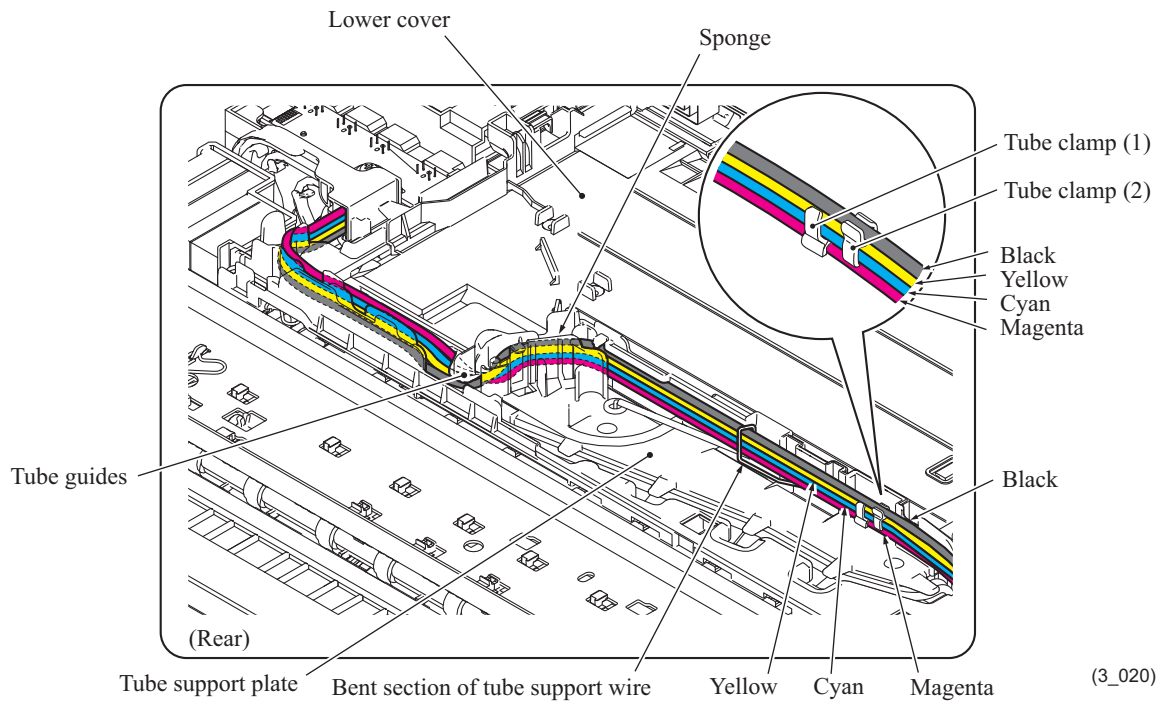 Lower cover
Sponge
Tube clamp (1)
Tube clamp (2)
Black
Yellow
Cyan
Magenta
Tube guides
Black
(Rear)
Tube support plate
Bent section of tube support wire
Yellow
Cyan
Magenta
(3_020)